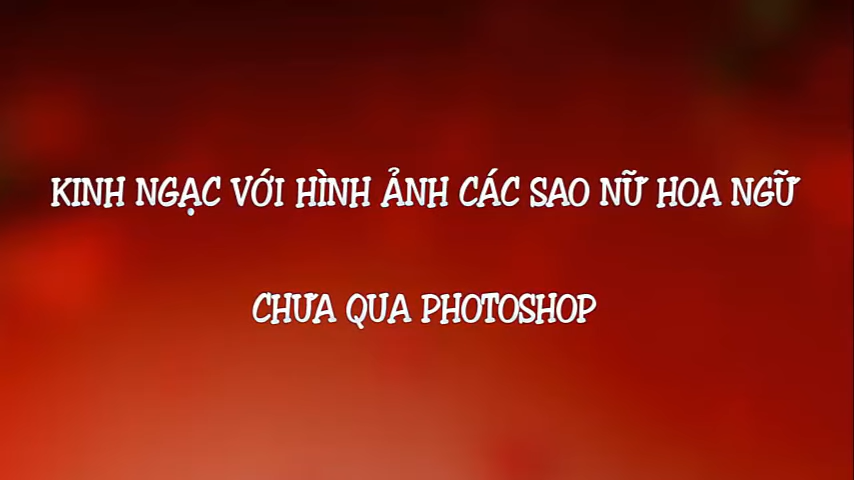 KINH NGẠC VỚI HÌNH ẢNH CÁC SAO NỮ HOA NGỮ
CHƯA QUA PHOTOSHOP